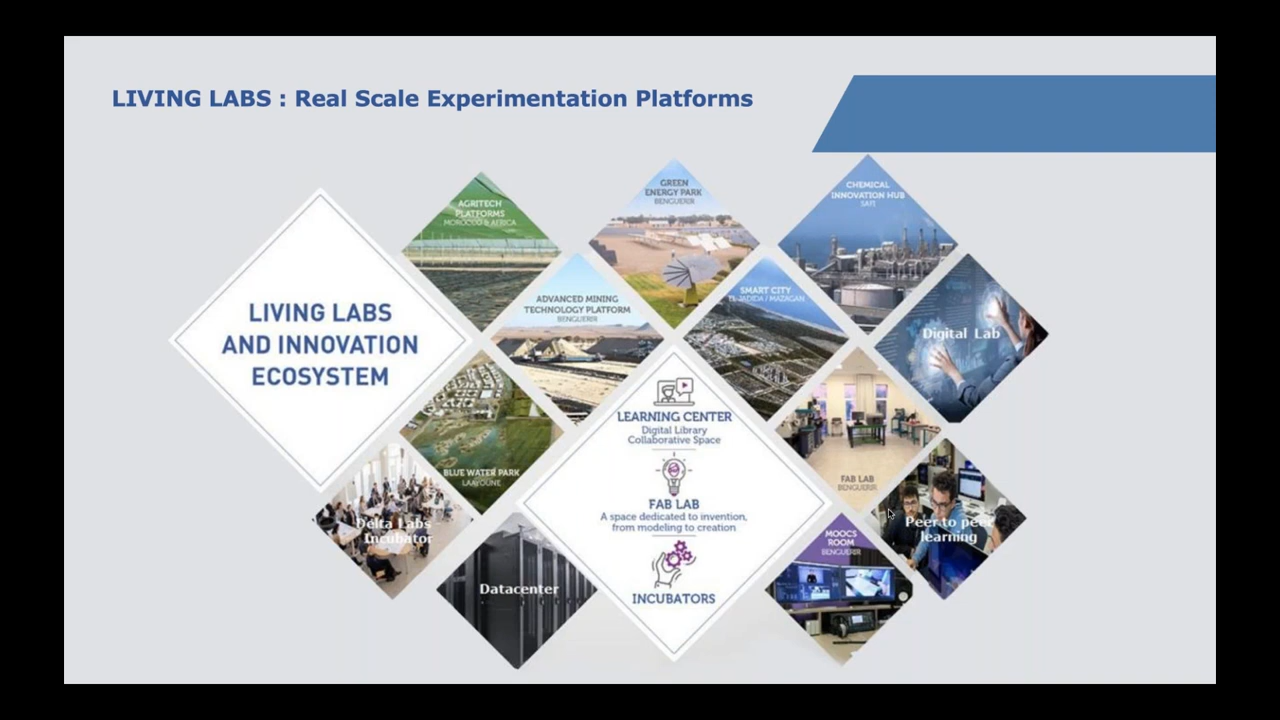 LIVING LABS : Real Scale Experimentation Platforms
LIVING LABS
AND INNOVATION
ECOSYSTEM
AGRITECH
PLATFORMS
MOROCCO & AFRICA
GREEN
ENERGY PARK
BENGUERIR
CHEMICAL
INNOVATION HUB
SAFI
ADVANCED MINING
TECHNOLOGY PLATFORM
BENGUERIR
SMART CITY
EL JADIDA / MAZAGAN
Digital Lab
BLUE WATER PARK
LAAYOUNE
LEARNING CENTER
Digital Library
Collaborative Space
FAB LAB
A space dedicated to invention,
from modeling to creation
INCUBATORS
FAB LAB
BENGUERIR
Delta Labs -
Incubator
Datacenter
MOOCS
ROOM
BENGUERIR
Peer to peer
learning